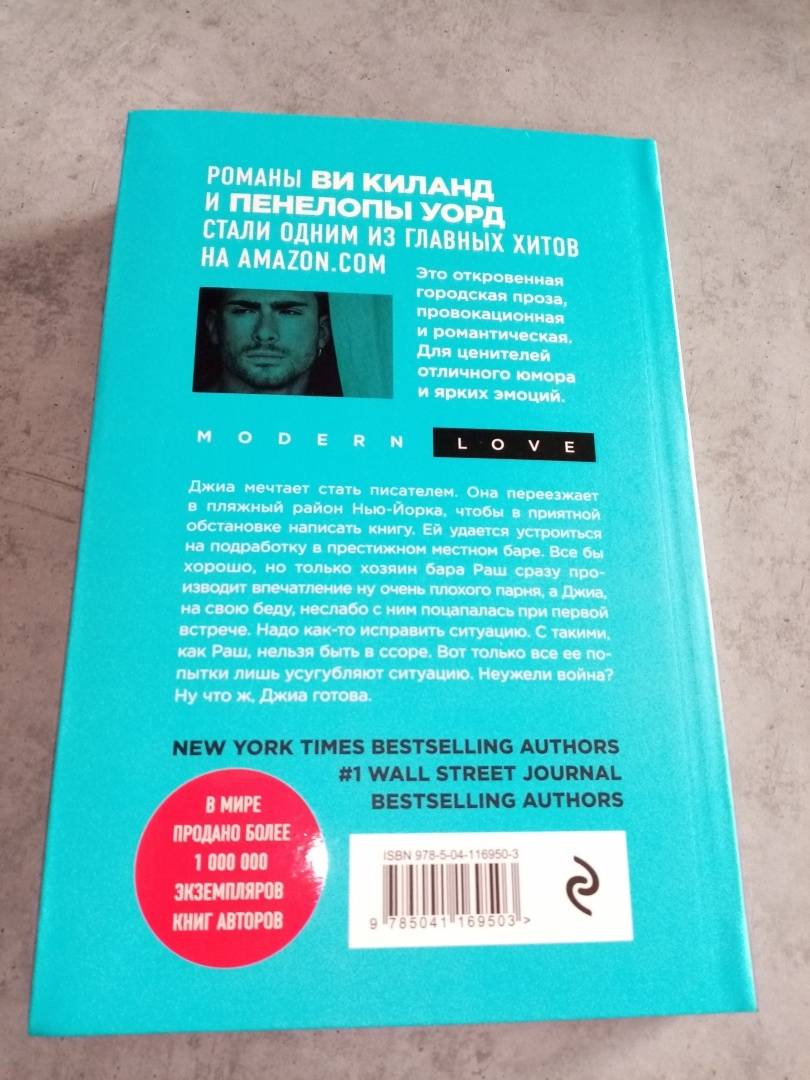 РОМАНЫ ВИ КИЛАНД
И ПЕНЕЛОПЫ УОРД
СТАЛИ ОДНИМ ИЗ ГЛАВНЫХ ХИТОВ
НА AMAZON.COM
Это откровенная
городская проза,
провокационная
и романтическая.
Для ценителей
отличного юмора
и ярких эмоций.
MODERN LOVE
Джиа мечтает стать писателем. Она переезжает
в пляжный район Нью-Йорка, чтобы в приятной
обстановке написать книгу. Ей удается устроиться
на подработку в престижном местном баре. Все бы
хорошо, но только хозяин бара Раш сразу про-
изводит впечатление ну очень плохого парня, а Джиа,
на свою беду, неслабо с ним поцапалась при первой
встрече. Надо как-то исправить ситуацию. С такими,
как Раш, нельзя быть в ссоре. Вот только все ее по-
пытки лишь усугубляют ситуацию. Неужели война?
Ну что ж, Джиа готова.
NEW YORK TIMES BESTSELLING AUTHORS
#1 WALL STREET JOURNAL
BESTSELLING AUTHORS
В МИРЕ
ПРОДАНО БОЛЕЕ
1 000 000
ЭКЗЕМПЛЯРОВ
КНИГ АВТОРОВ
ISBN 978-5-04-116950-3
9 785041 169503 >